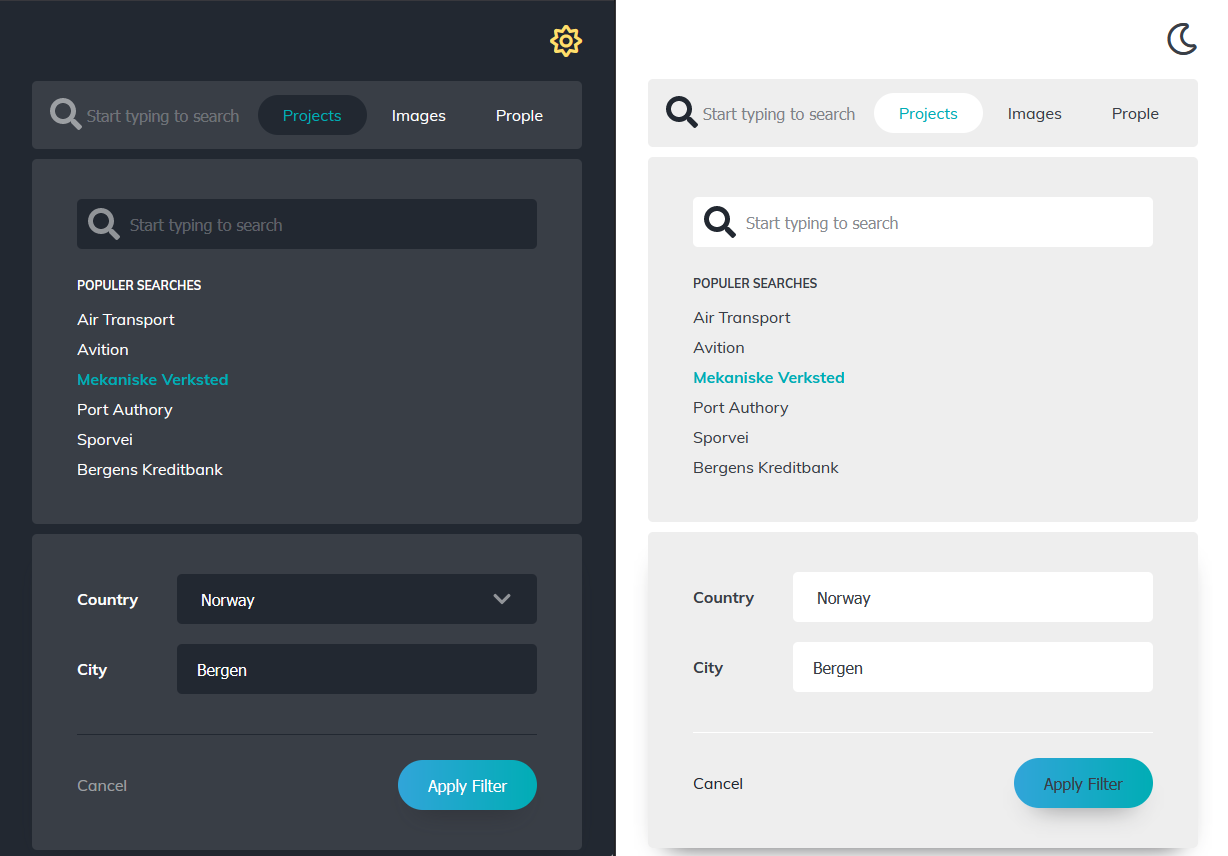 Start typing to search Projects Images Prople
Start typing to search
POPULER SEARCHES
Air Transport
Avition
Mekaniske Verksted
Port Authory
Sporvei
Bergens Kreditbank
Country Norway
City Bergen
Cancel Apply Filter
Start typing to search Projects Images Prople
Start typing to search
POPULER SEARCHES
Air Transport
Avition
Mekaniske Verksted
Port Authory
Sporvei
Bergens Kreditbank
Country Norway
City Bergen
Cancel Apply Filter